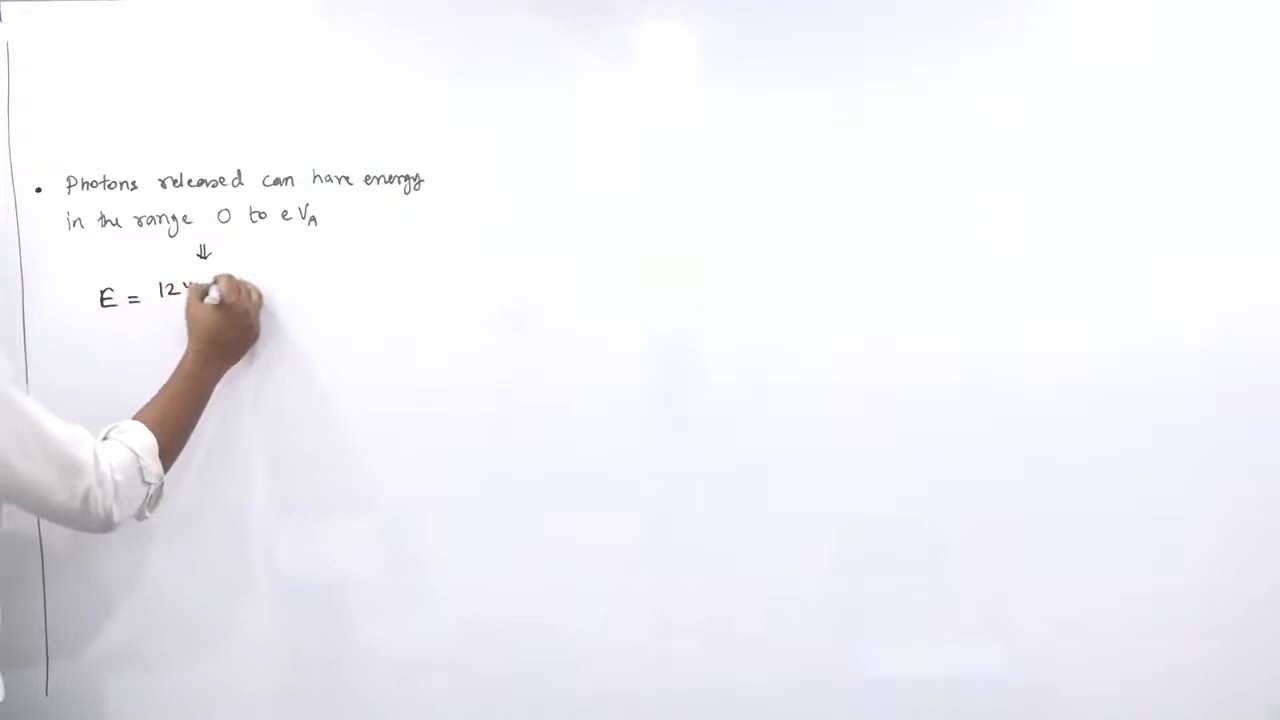 • Photons released can have energy
in the range 0 to eV_A
⇓
E = 12